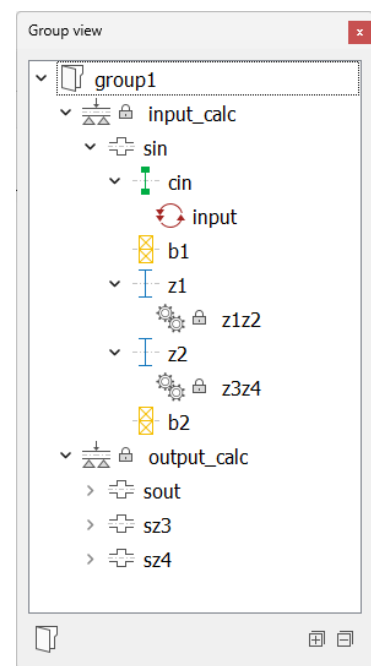 Group view
group1
input_calc
sin
cin
input
b1
z1
z1z2
z2
z3z4
b2
output_calc
sout
sz3
sz4